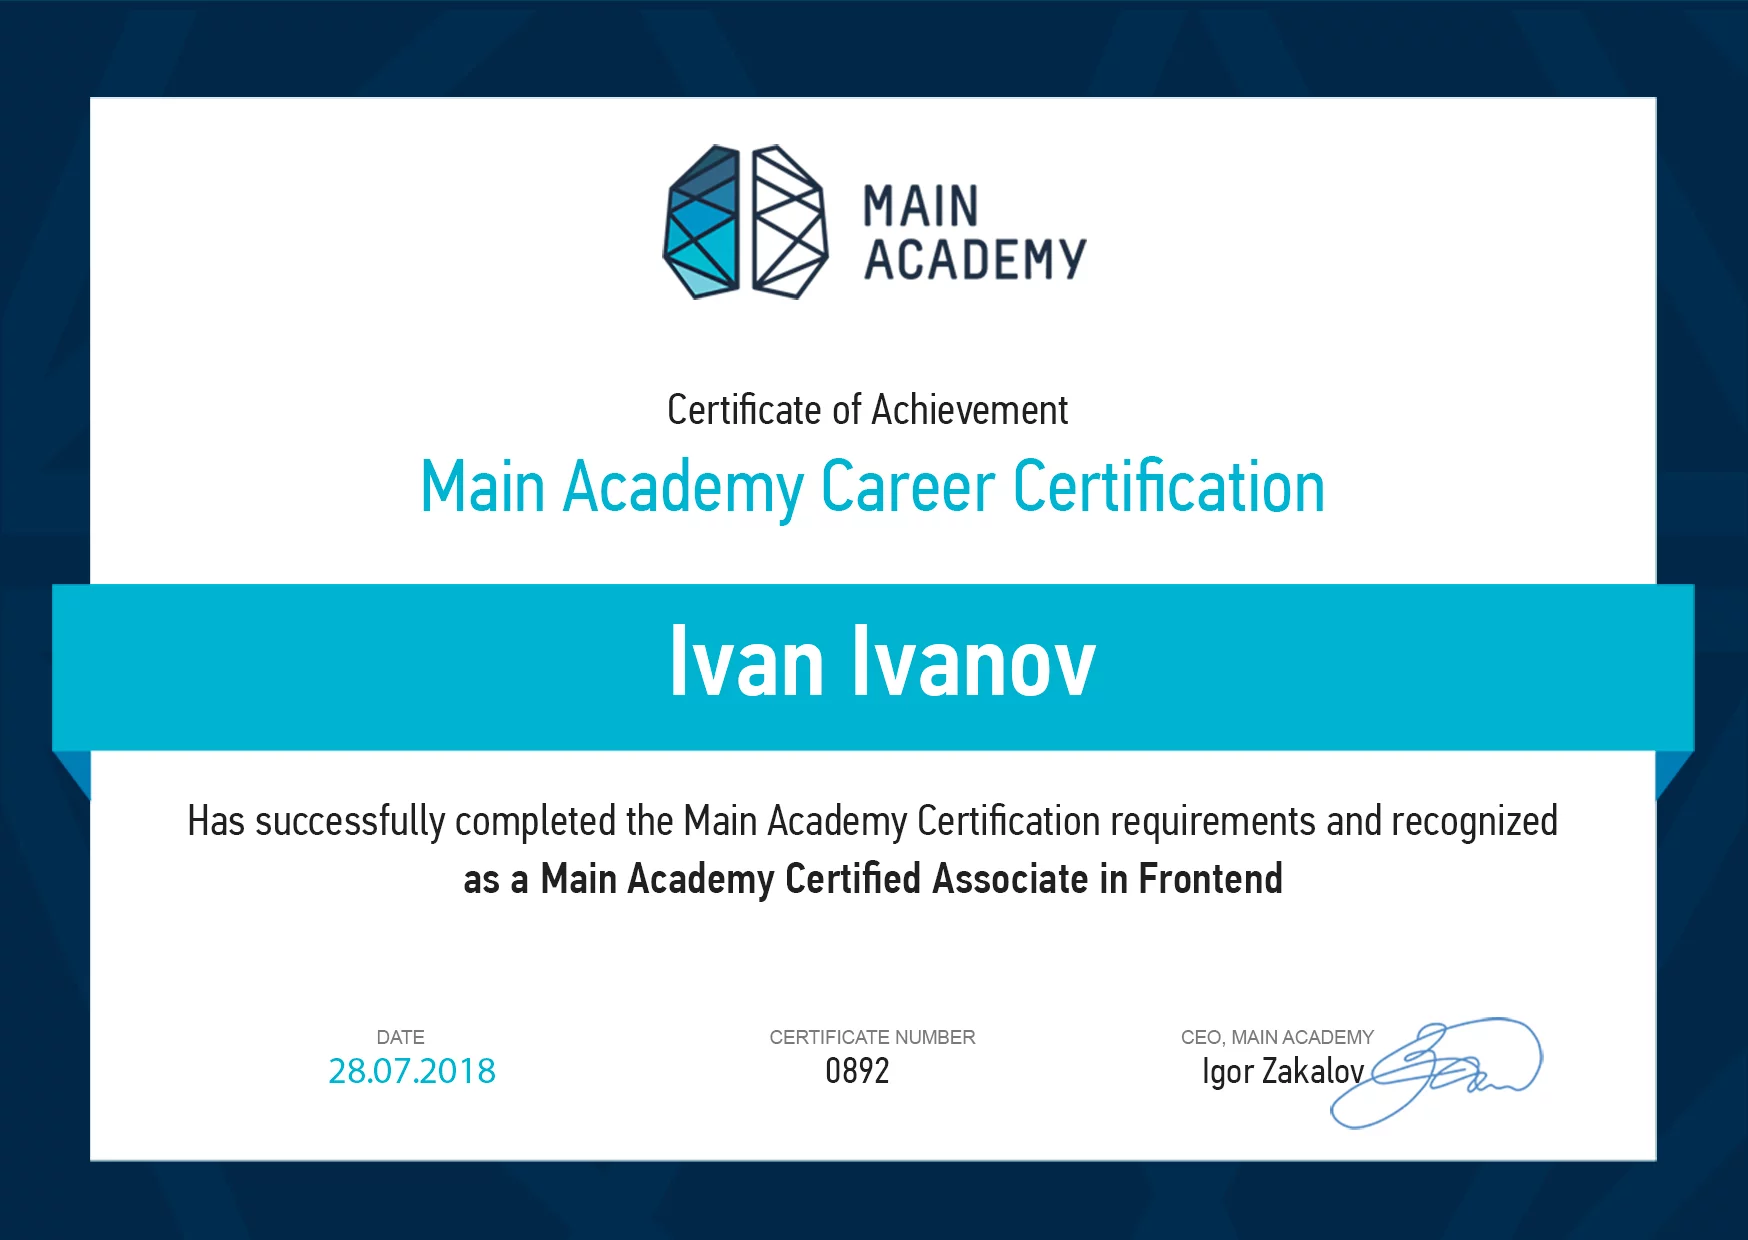 MAIN
ACADEMY
Certificate of Achievement
Main Academy Career Certification
Ivan Ivanov
Has successfully completed the Main Academy Certification requirements and recognized
as a Main Academy Certified Associate in Frontend
DATE
28.07.2018
CERTIFICATE NUMBER
0892
CEO, MAIN ACADEMY
Igor Zakalov